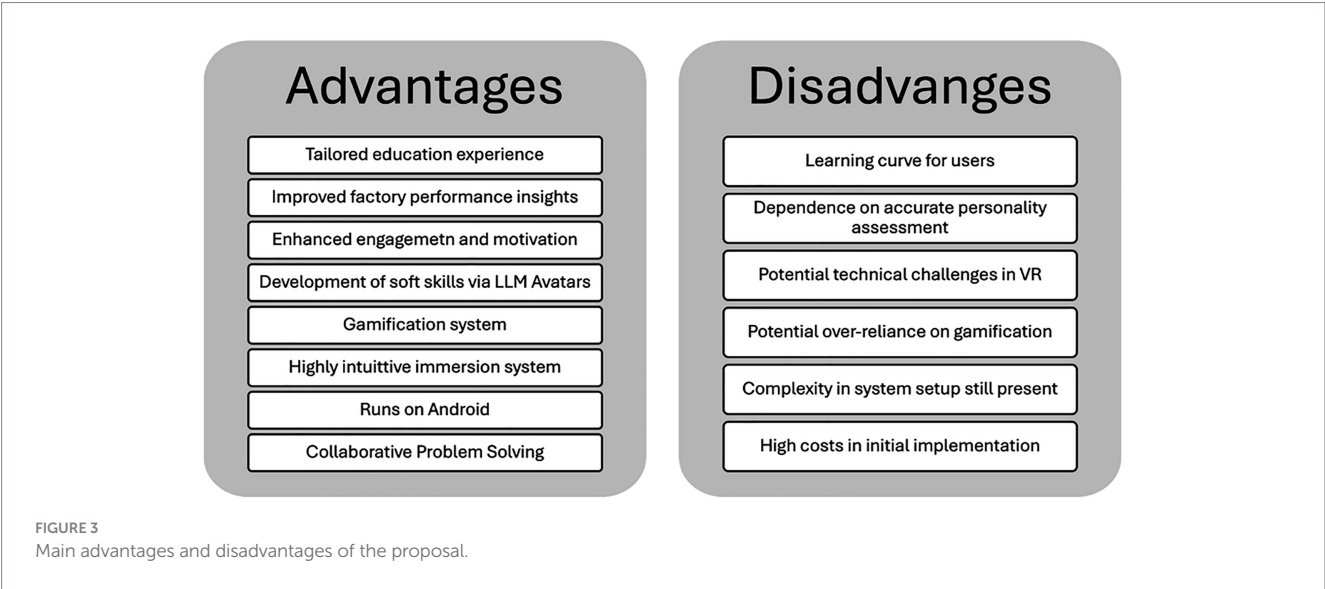 Advantages
Tailored education experience
Improved factory performance insights
Enhanced engagemetn and motivation
Development of soft skills via LLM Avatars
Gamification system
Highly intuittive immersion system
Runs on Android
Collaborative Problem Solving
Disadvanges
Learning curve for users
Dependence on accurate personality
assessment
Potential technical challenges in VR
Potential over-reliance on gamification
Complexity in system setup still present
High costs in initial implementation
FIGURE 3
Main advantages and disadvantages of the proposal.